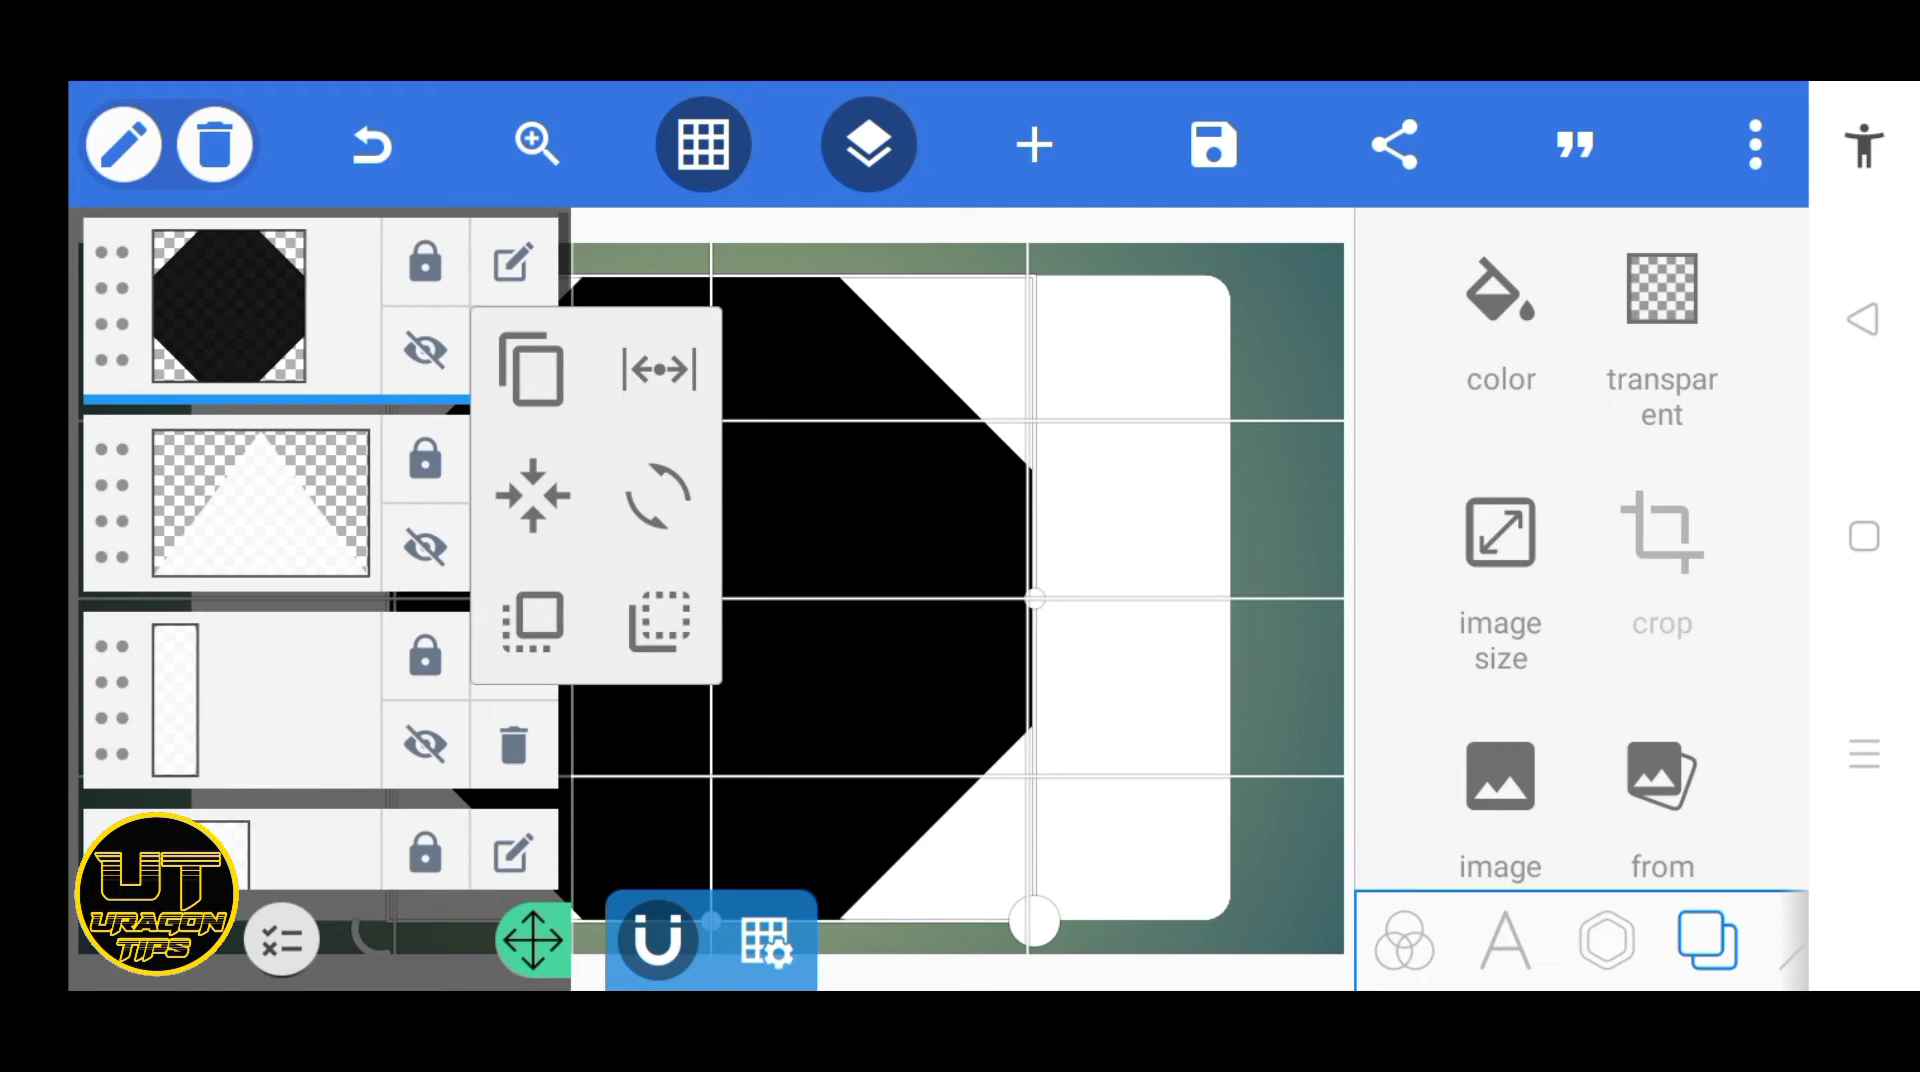 color
transpar
ent
image
size
crop
image
from
UT
URAGON
TIPS